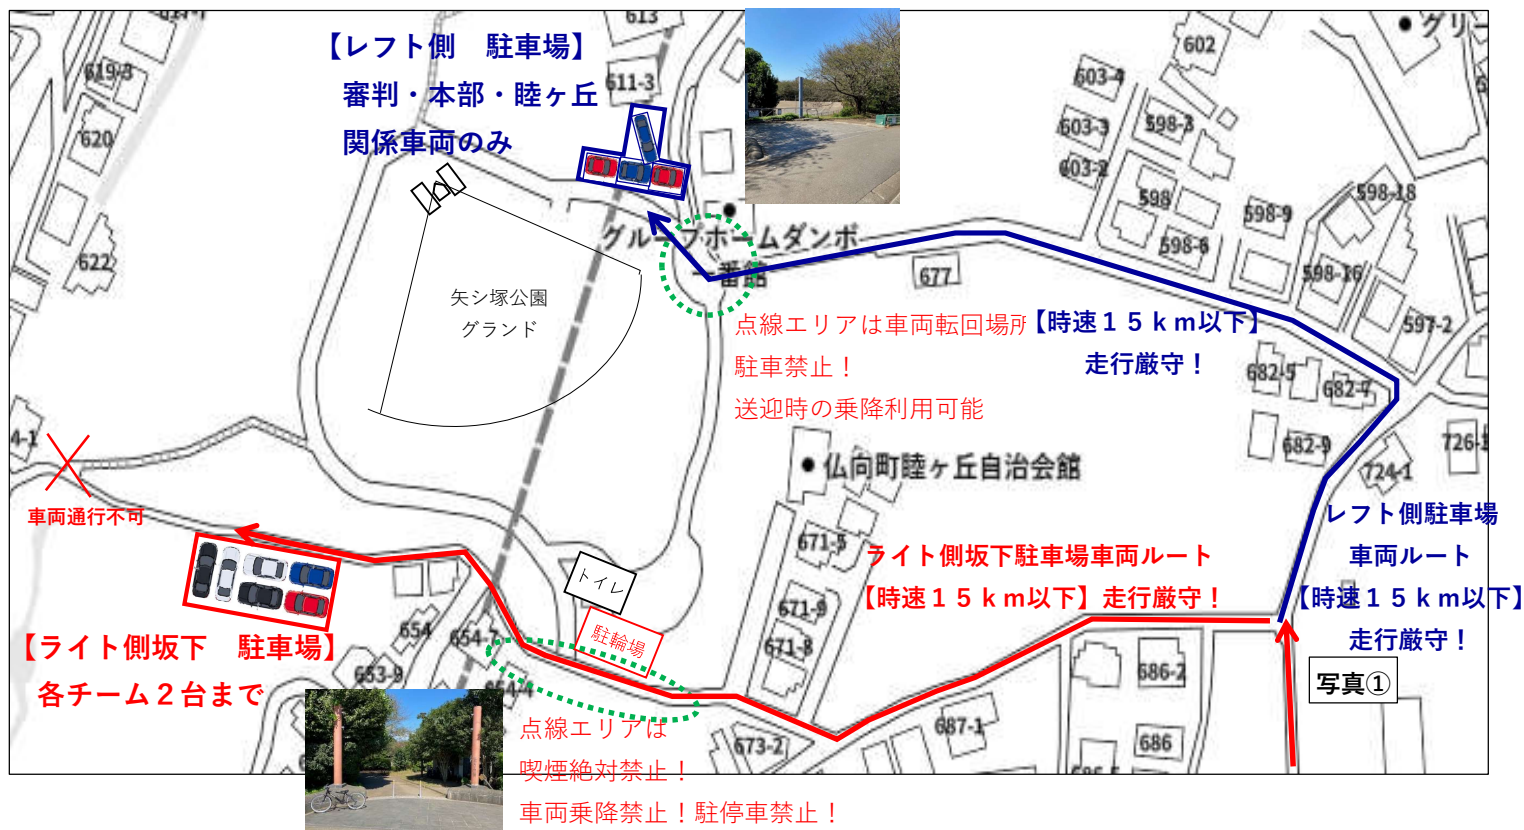 613
グリー
602
【レフト側　駐車場】
619-3
611-3
603-4
審判・本部・睦ヶ丘
620
603-3
598-3
関係車両のみ
603-2
598
598-18
598-9
グループホームダンボ
一番館
598-6
622
677
598-16
矢シ塚公園
グランド
597-2
点線エリアは車両転回場所
駐車禁止！
送迎時の乗降利用可能
【時速１５ｋｍ以下】
走行厳守！
682-5
682-7
682-9
4-1
724-1
仏向町睦ヶ丘自治会館
車両通行不可
レフト側駐車場
車両ルート
【時速１５ｋｍ以下】
走行厳守！
671-5
ライト側坂下駐車場車両ルート
【時速１５ｋｍ以下】走行厳守！
トイレ
671-9
駐輪場
671-8
654
654-7
【ライト側坂下　駐車場】
各チーム２台まで
653-9
654-4
686-2
写真①
687-1
686
673-2
点線エリアは
喫煙絶対禁止！
車両乗降禁止！駐停車禁止！